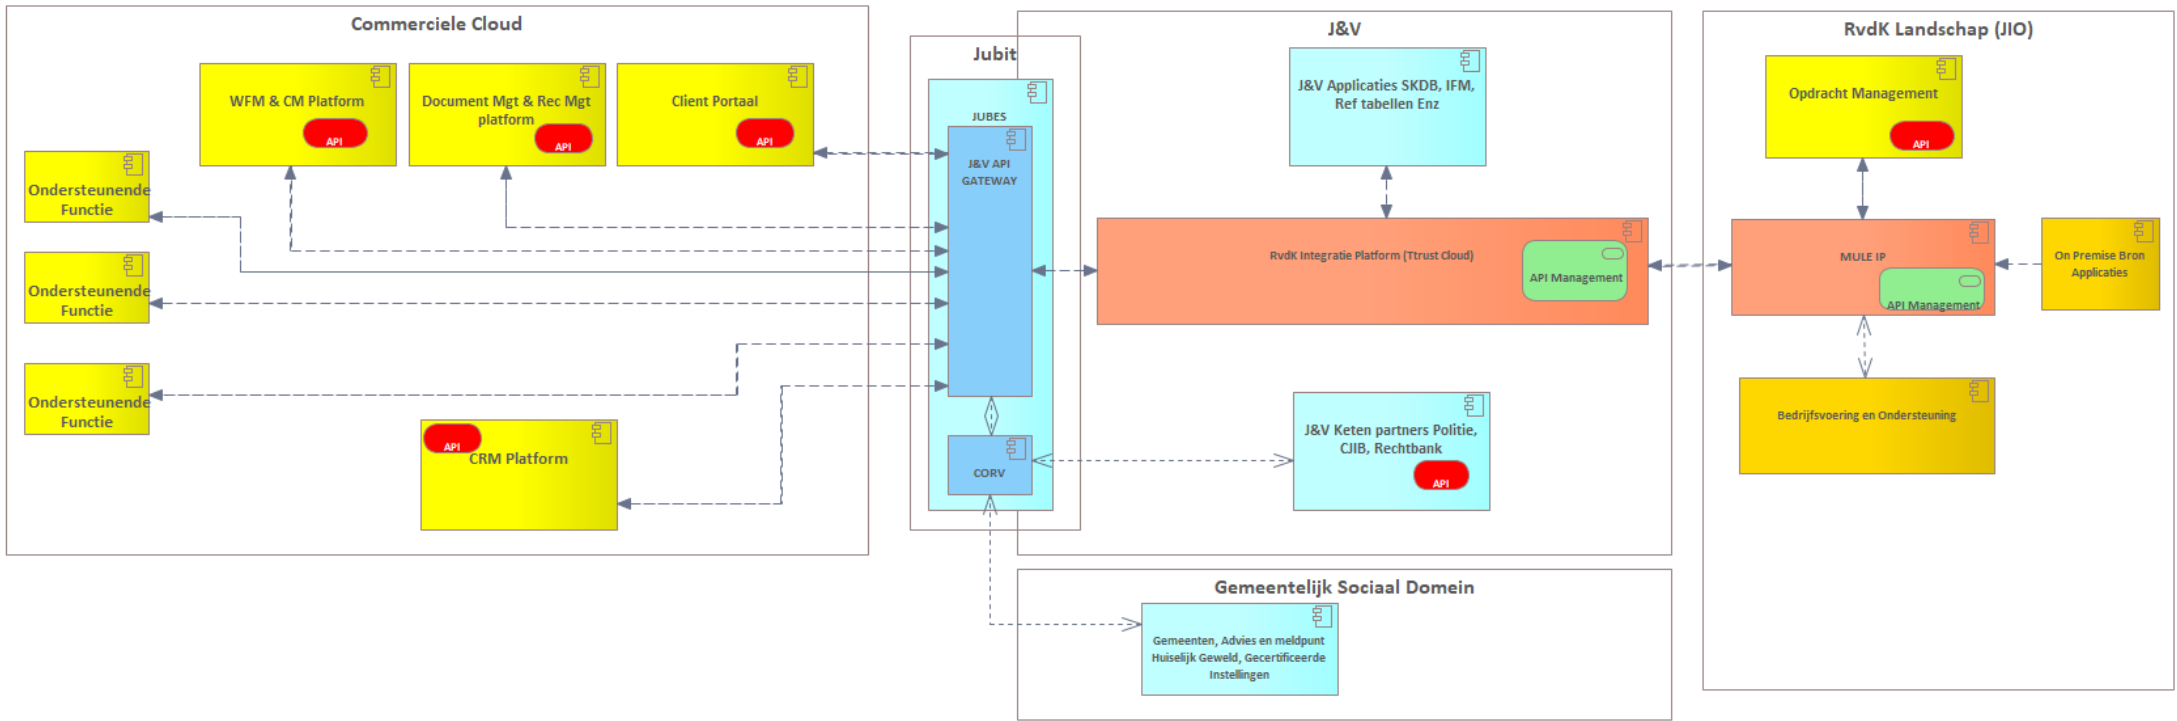 Commerciele Cloud
WFM & CM Platform
API
Document Mgt & Rec Mgt
platform
API
Client Portaal
API
Ondersteunende
Functie
Ondersteunende
Functie
Ondersteunende
Functie
API
CRM Platform
Jubit
JUBES
J&V API
GATEWAY
CORV
J&V
J&V Applicaties SKDB, IFM,
Ref tabellen Enz
RvdK Integratie Platform (Ttrust Cloud)
API Management
J&V Keten partners Politie,
CJIB, Rechtbank
API
Gemeentelijk Sociaal Domein
Gemeenten, Advies en meldpunt
Huiselijk Geweld, Gecertificeerde
Instellingen
RvdK Landschap (JIO)
Opdracht Management
API
MULE IP
API Management
On Premise Bron
Applicaties
Bedrijfsvoering en Ondersteuning